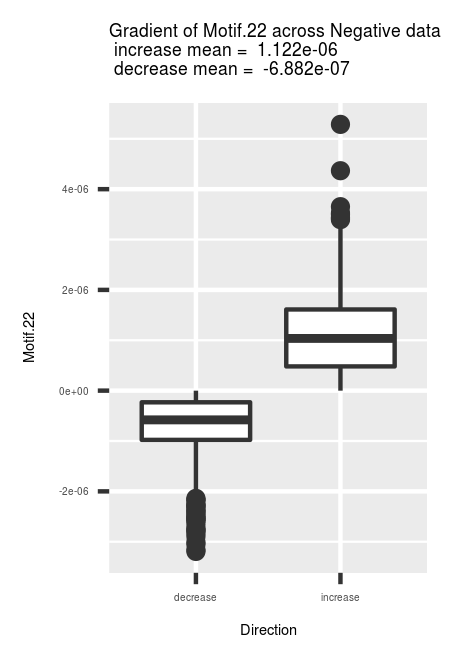 Gradient of Motif.22 across Negative data
increase mean =  1.122e-06
decrease mean =  -6.882e-07
4e-06
2e-06
0e+00
-2e-06
Motif.22
decrease
increase
Direction